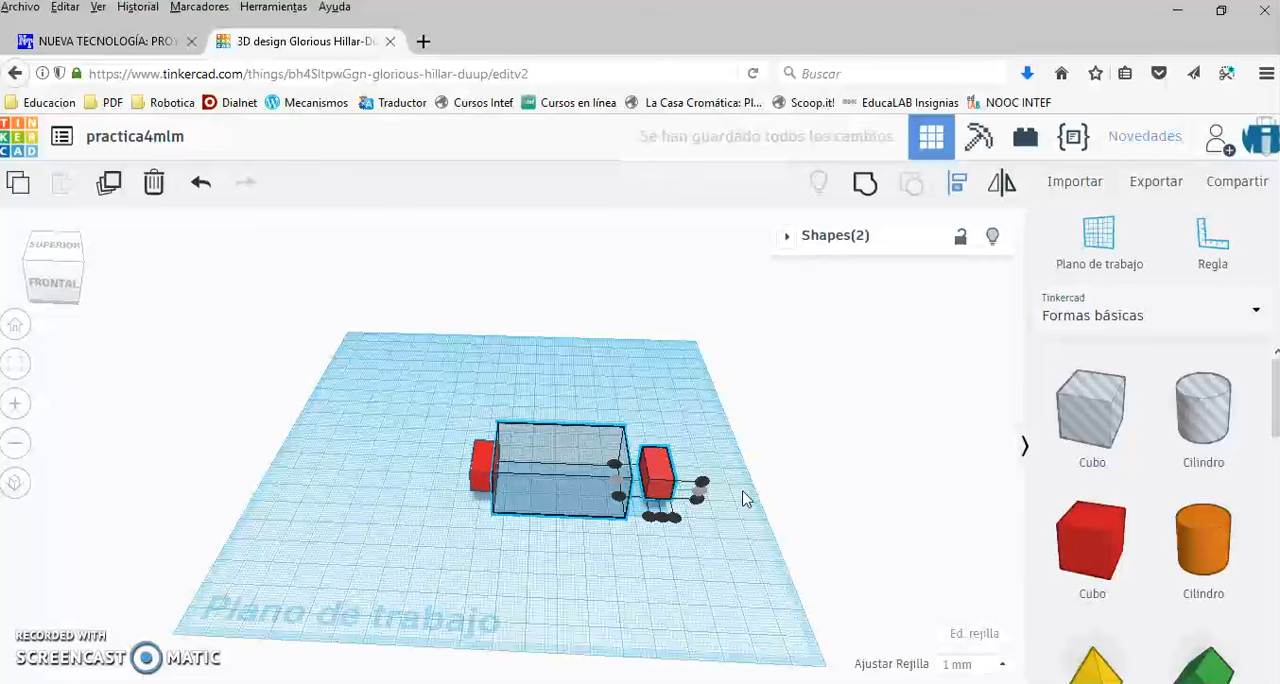 Archivo Editar Ver Historial Marcadores Herramientas Ayuda
NUEVA TECNOLOGÍA: PROY
3D design Glorious Hillar-Du
https://www.tinkercad.com/things/bh4SltpwGgn-glorious-hillar-duup/editv2
Buscar
Educacion PDF Robotica Dialnet Mecanismos Traductor Cursos Intef Cursos en línea La Casa Cromática: Pl... Scoop.it! EducaLAB Insignias NOOC INTEF
TIN
KER
CAD
practica4mlm
Se han guardado todos los cambios.
Novedades
Importar Exportar Compartir
SUPERIOR
FRONTAL
Shapes(2)
Plano de trabajo
Regla
Tinkercad
Formas básicas
Cubo
Cilindro
Cubo
Cilindro
Plano de trabajo
Ed. rejilla
Ajustar Rejilla 1 mm
RECORDED WITH
SCREENCAST MATIC